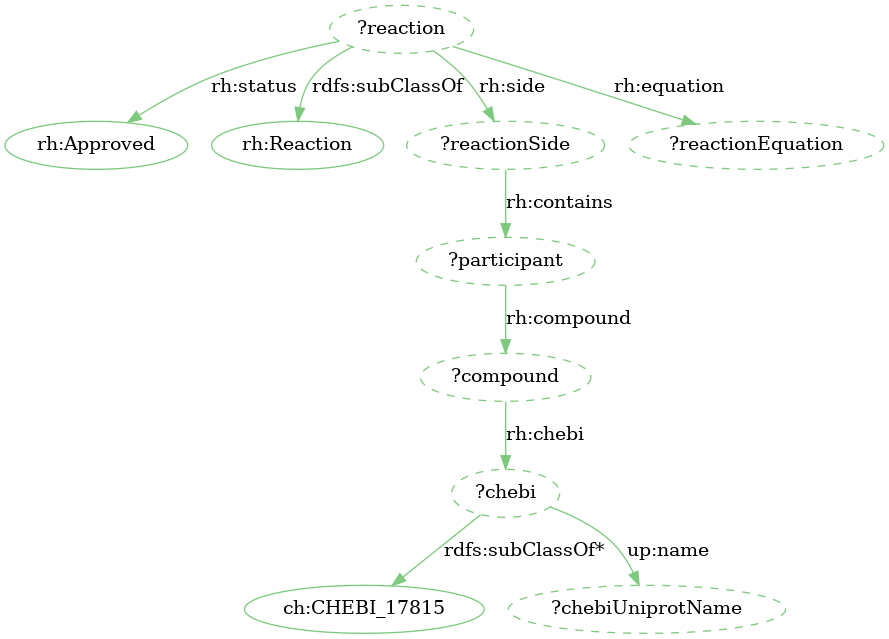 ?reaction
rh:status
rdfs:subClassOf
rh:side
rh:equation
rh:Approved
rh:Reaction
?reactionSide
?reactionEquation
rh:contains
?participant
rh:compound
?compound
rh:chebi
?chebi
rdfs:subClassOf*
up:name
ch:CHEBI_17815
?chebiUniprotName